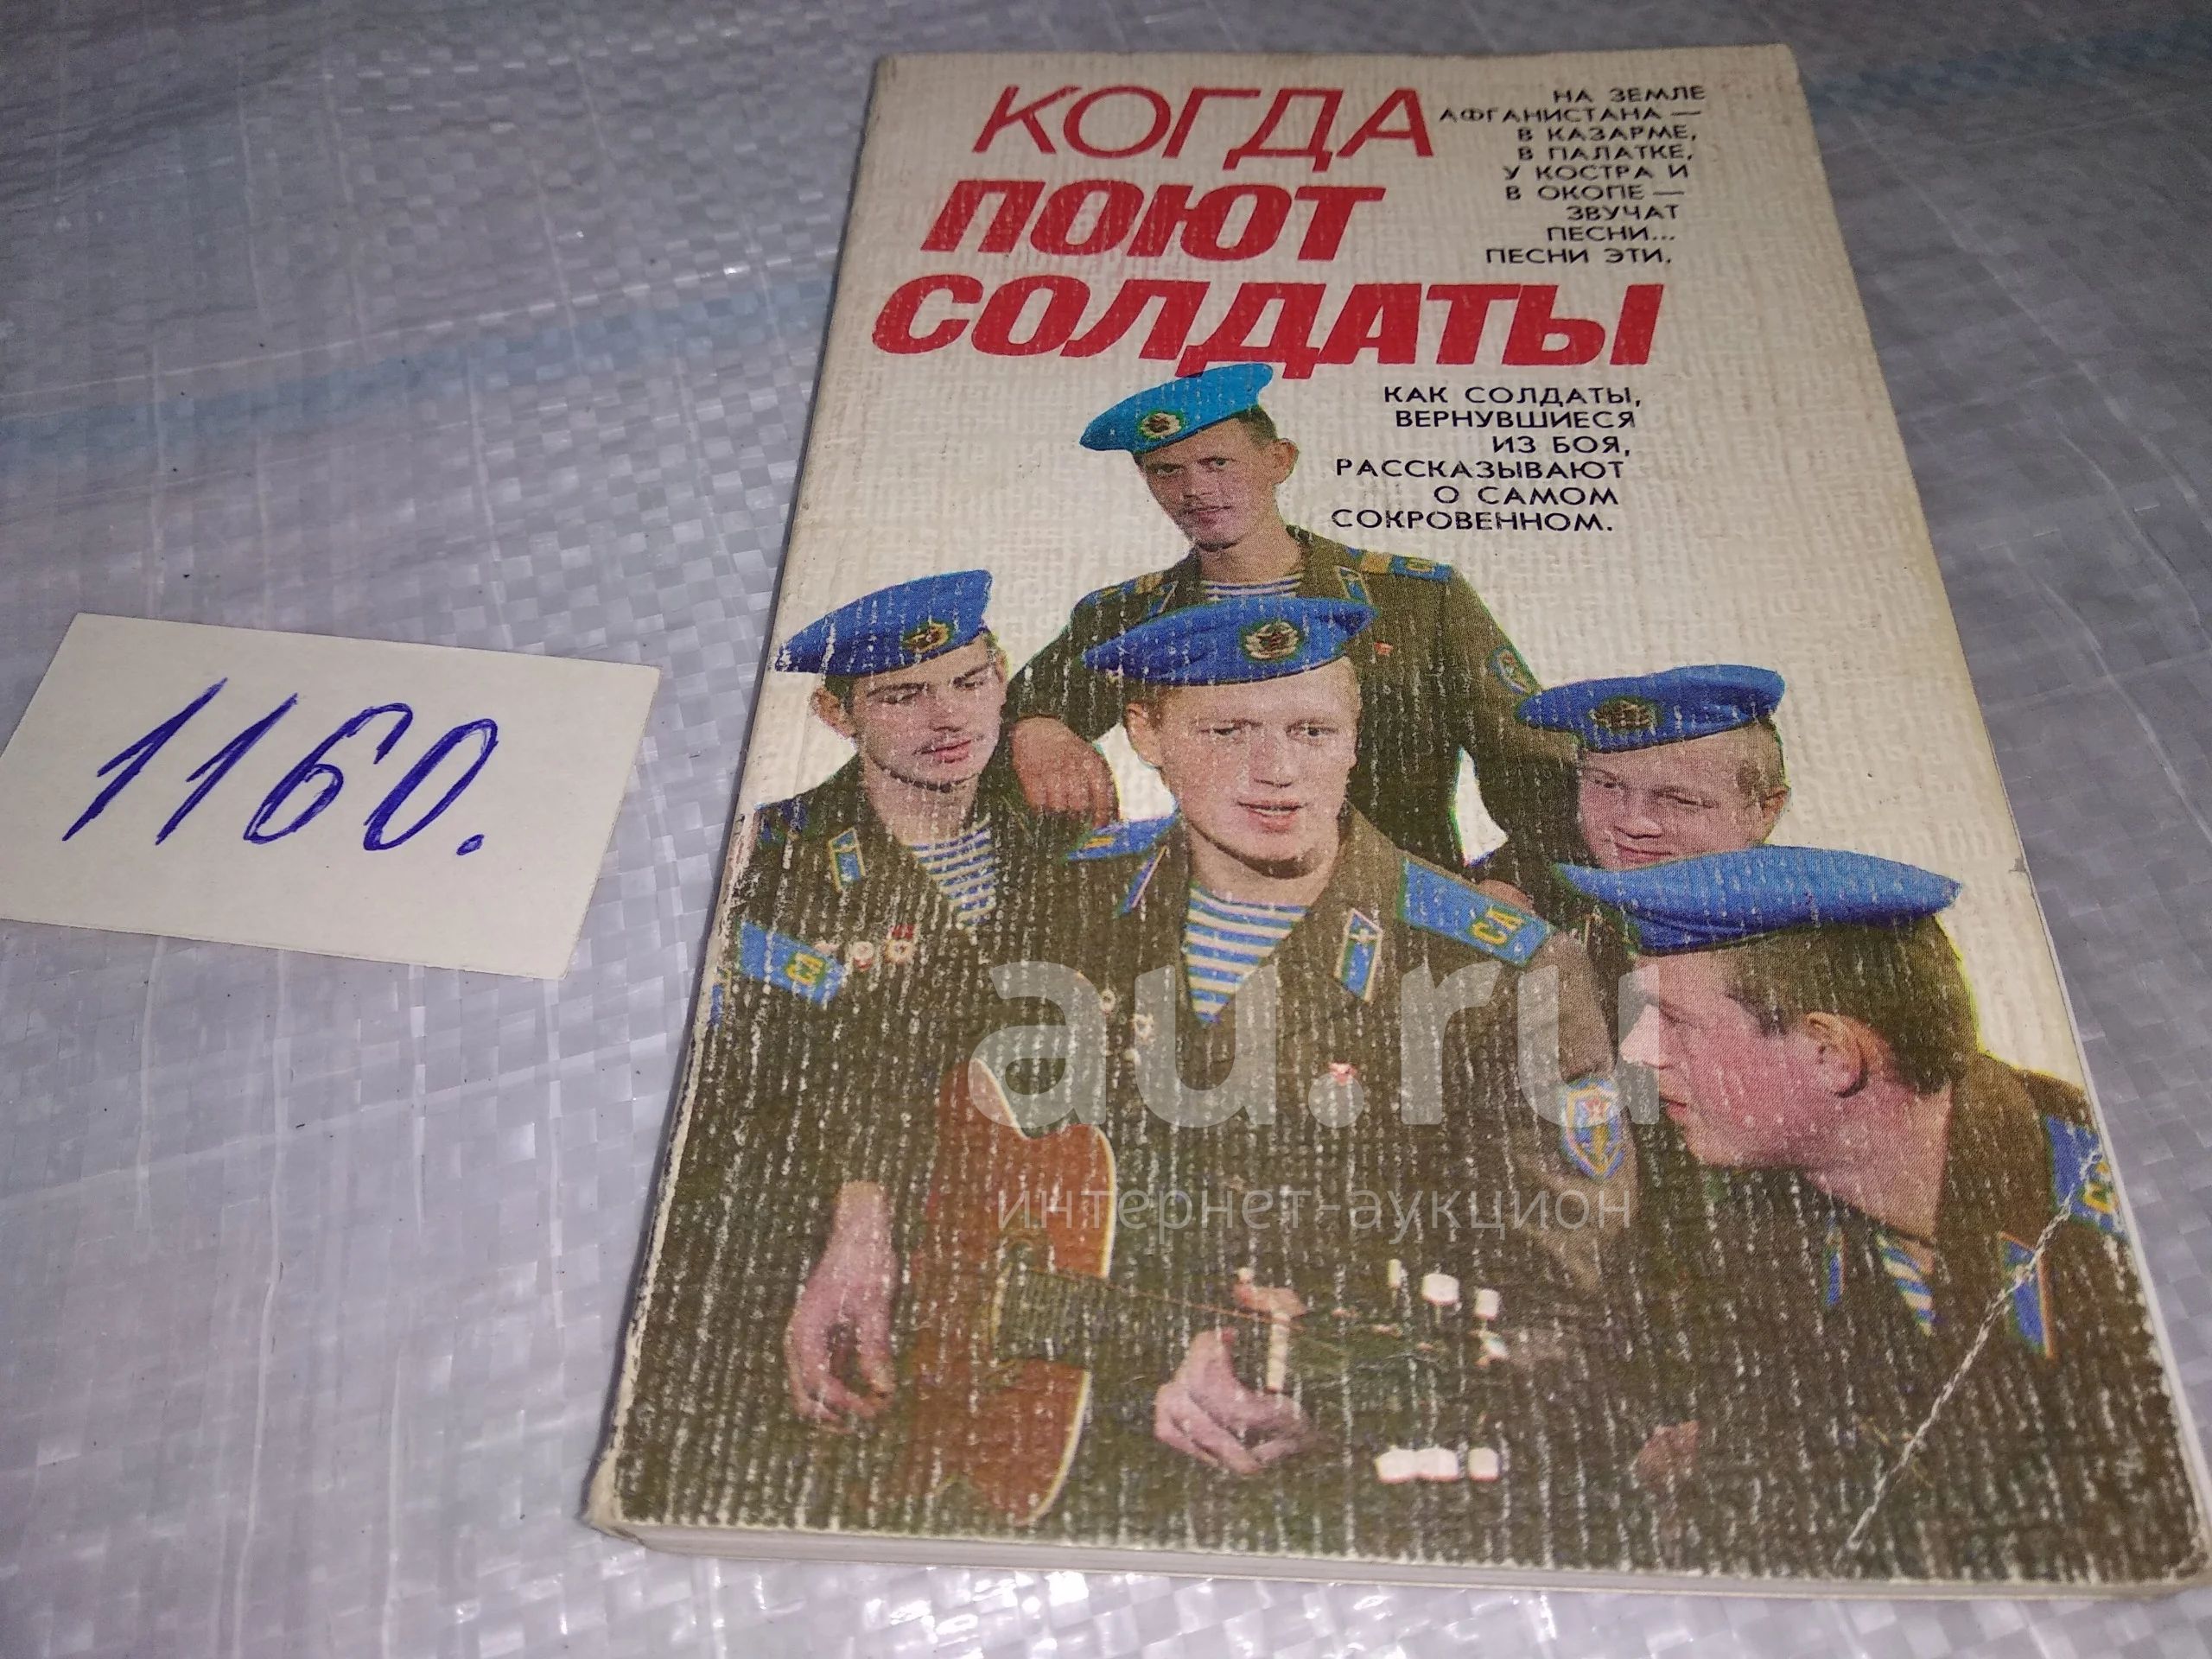 КОГДА
ПОЮТ
СОЛДАТЫ
НА ЗЕМЛЕ
АФГАНИСТАНА —
В КАЗАРМЕ,
В ПАЛАТКЕ,
У КОСТРА И
В ОКОПЕ —
ЗВУЧАТ
ПЕСНИ...
ПЕСНИ ЭТИ,
КАК СОЛДАТЫ,
ВЕРНУВШИЕСЯ
ИЗ БОЯ,
РАССКАЗЫВАЮТ
О САМОМ
СОКРОВЕННОМ.
1160.
СА
СА
СА
au.ru
интернет-аукцион